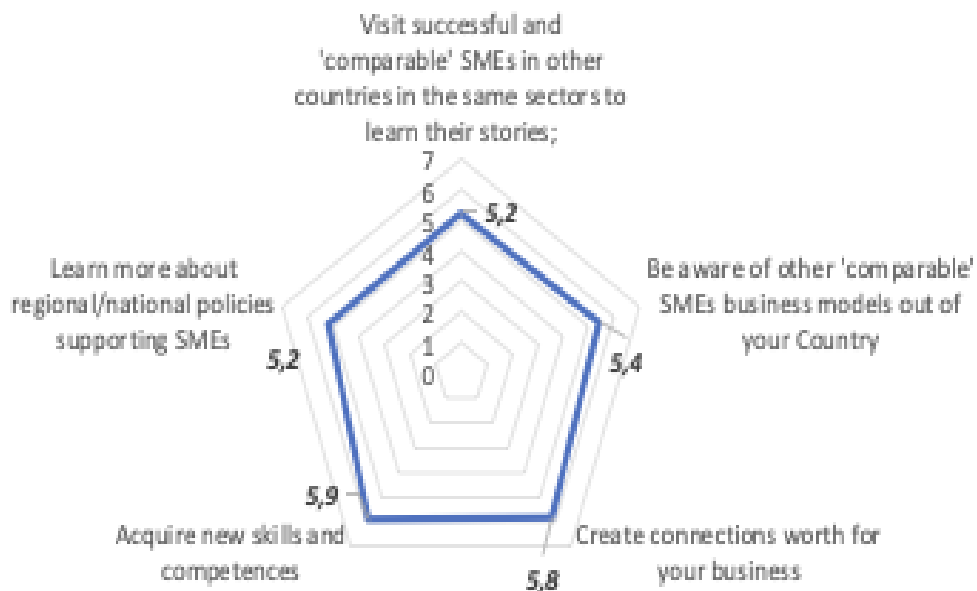 Visit successful and
'comparable' SMEs in other
countries in the same sectors to
learn their stories;
7
6
5
4
3
2
1
0
5,2
Be aware of other 'comparable'
SMEs business models out of
your Country
5,4
Create connections worth for
your business
5,8
Acquire new skills and
competences
5,9
Learn more about
regional/national policies
supporting SMEs
5,2